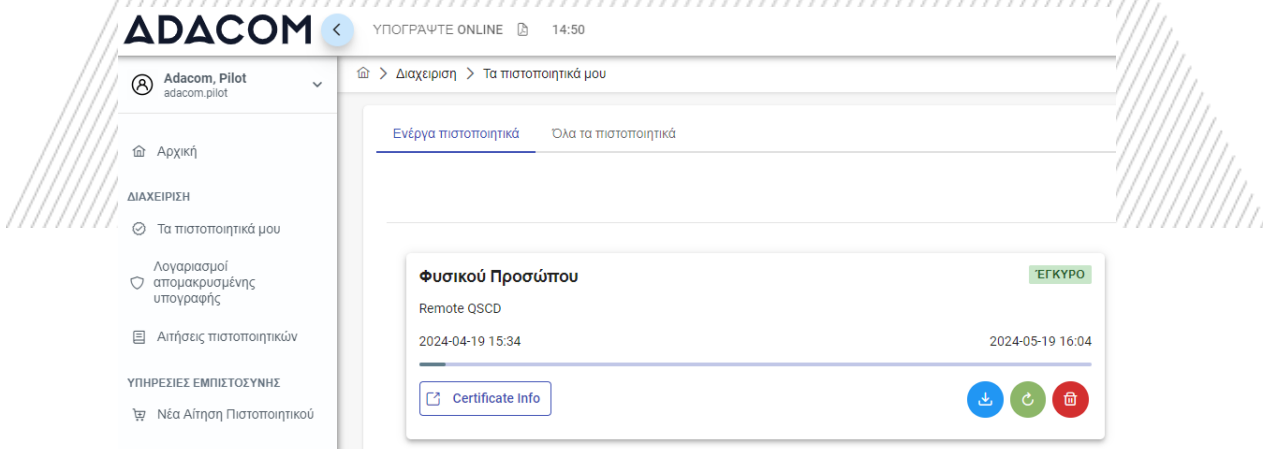 ADACOM
ΥΠΟΓΡΑΨΤΕ ONLINE 14:50
Adacom, Pilot
adacom.pilot
Διαχειριση > Τα πιστοποιητικά μου
Ενέργα πιστοποιητικά Όλα τα πιστοποιητικά
Αρχική
ΔΙΑΧΕΙΡΙΣΗ
Τα πιστοποιητικά μου
Λογαριασμοί
απομακρυσμένης
υπογραφής
Αιτήσεις πιστοποιητικών
ΥΠΗΡΕΣΙΕΣ ΕΜΠΙΣΤΟΣΥΝΗΣ
Νέα Αίτηση Πιστοποιητικού
Φυσικού Προσώπου ΈΓΚΥΡΟ
Remote QSCD
2024-04-19 15:34 2024-05-19 16:04
Certificate Info